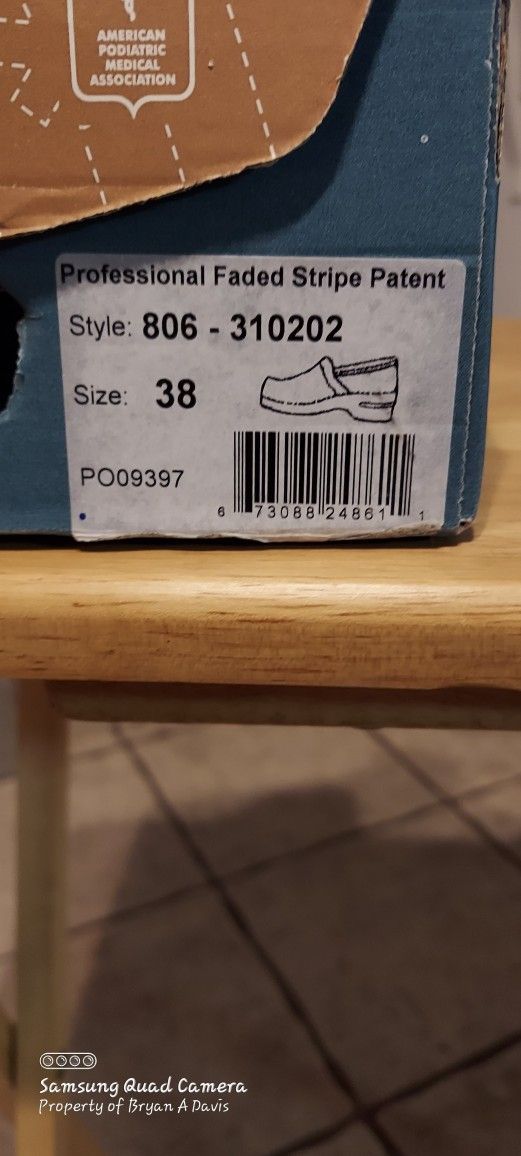 AMERICAN
PODIATRIC
MEDICAL
ASSOCIATION
Professional Faded Stripe Patent
Style: 806 - 310202
Size: 38
PO09397
6 73088 24861 1
Samsung Quad Camera
Property of Bryan A Davis